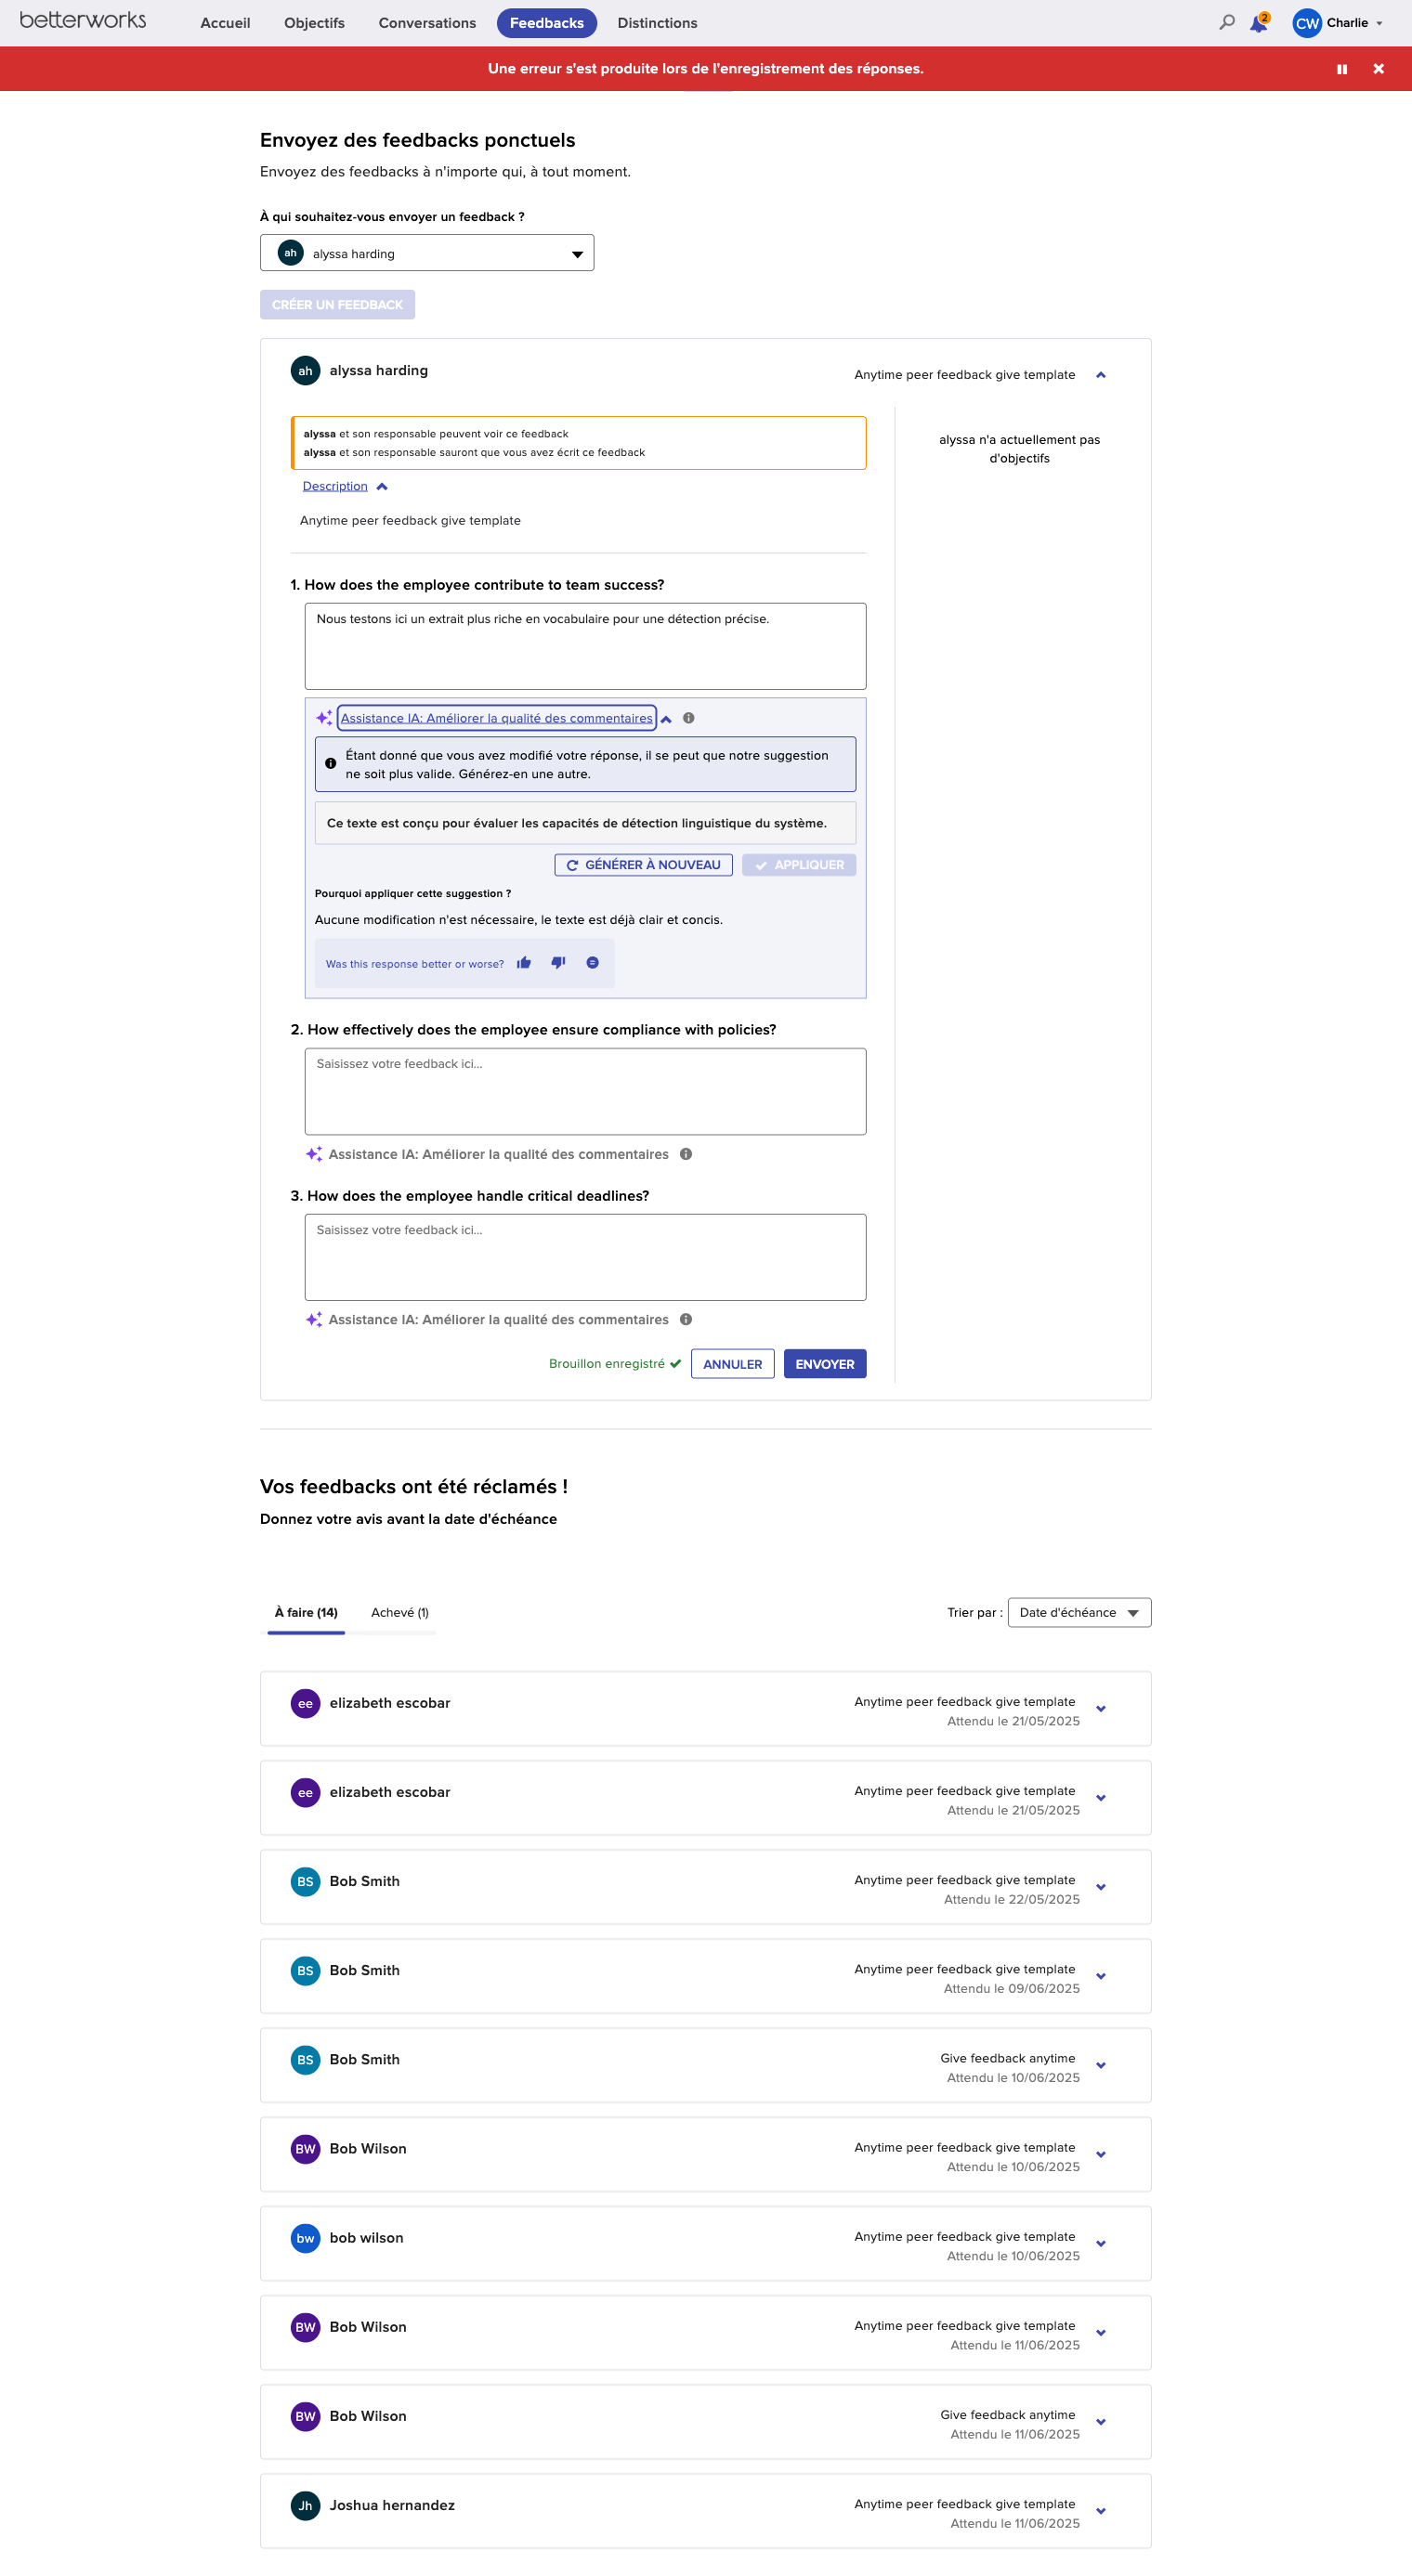 betterworks
Accueil
Objectifs
Conversations
Feedbacks
Distinctions
2
CW
Charlie
Une erreur s'est produite lors de l'enregistrement des réponses.
Envoyez des feedbacks ponctuels
Envoyez des feedbacks à n'importe qui, à tout moment.
À qui souhaitez-vous envoyer un feedback ?
ah alyssa harding
CRÉER UN FEEDBACK
ah alyssa harding
Anytime peer feedback give template
alyssa et son responsable peuvent voir ce feedback
alyssa et son responsable sauront que vous avez écrit ce feedback
alyssa n'a actuellement pas
d'objectifs
Description
Anytime peer feedback give template
1. How does the employee contribute to team success?
Nous testons ici un extrait plus riche en vocabulaire pour une détection précise.
Assistance IA: Améliorer la qualité des commentaires
Étant donné que vous avez modifié votre réponse, il se peut que notre suggestion
ne soit plus valide. Générez-en une autre.
Ce texte est conçu pour évaluer les capacités de détection linguistique du système.
GÉNÉRER À NOUVEAU
APPLIQUER
Pourquoi appliquer cette suggestion ?
Aucune modification n'est nécessaire, le texte est déjà clair et concis.
Was this response better or worse?
2. How effectively does the employee ensure compliance with policies?
Saisissez votre feedback ici...
Assistance IA: Améliorer la qualité des commentaires
3. How does the employee handle critical deadlines?
Saisissez votre feedback ici...
Assistance IA: Améliorer la qualité des commentaires
Brouillon enregistré
ANNULER
ENVOYER
Vos feedbacks ont été réclamés !
Donnez votre avis avant la date d'échéance
À faire (14)
Achevé (1)
Trier par : Date d'échéance
ee elizabeth escobar
Anytime peer feedback give template
Attendu le 21/05/2025
ee elizabeth escobar
Anytime peer feedback give template
Attendu le 21/05/2025
BS Bob Smith
Anytime peer feedback give template
Attendu le 22/05/2025
BS Bob Smith
Anytime peer feedback give template
Attendu le 09/06/2025
BS Bob Smith
Give feedback anytime
Attendu le 10/06/2025
BW Bob Wilson
Anytime peer feedback give template
Attendu le 10/06/2025
bw bob wilson
Anytime peer feedback give template
Attendu le 10/06/2025
BW Bob Wilson
Anytime peer feedback give template
Attendu le 11/06/2025
BW Bob Wilson
Give feedback anytime
Attendu le 11/06/2025
Jh Joshua hernandez
Anytime peer feedback give template
Attendu le 11/06/2025